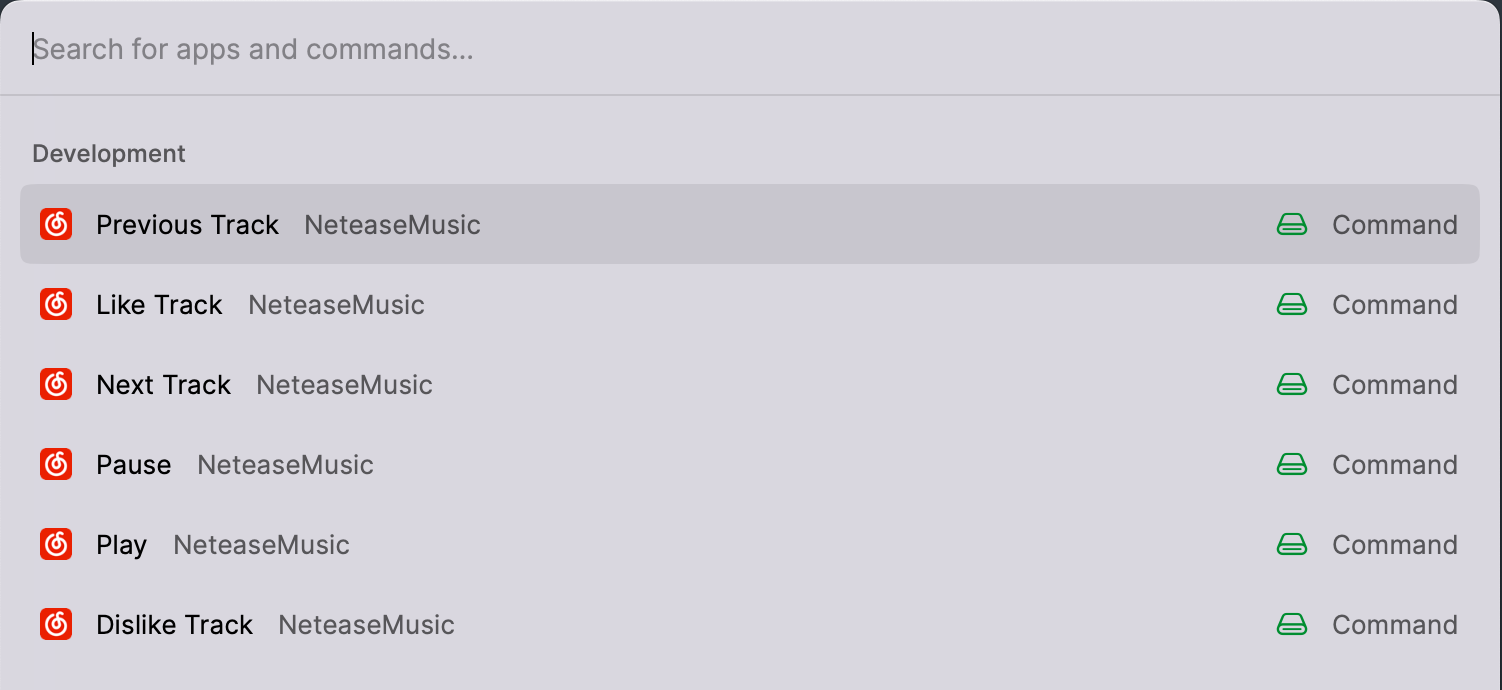 Search for apps and commands...
Development
Previous Track NeteaseMusic Command
Like Track NeteaseMusic Command
Next Track NeteaseMusic Command
Pause NeteaseMusic Command
Play NeteaseMusic Command
Dislike Track NeteaseMusic Command